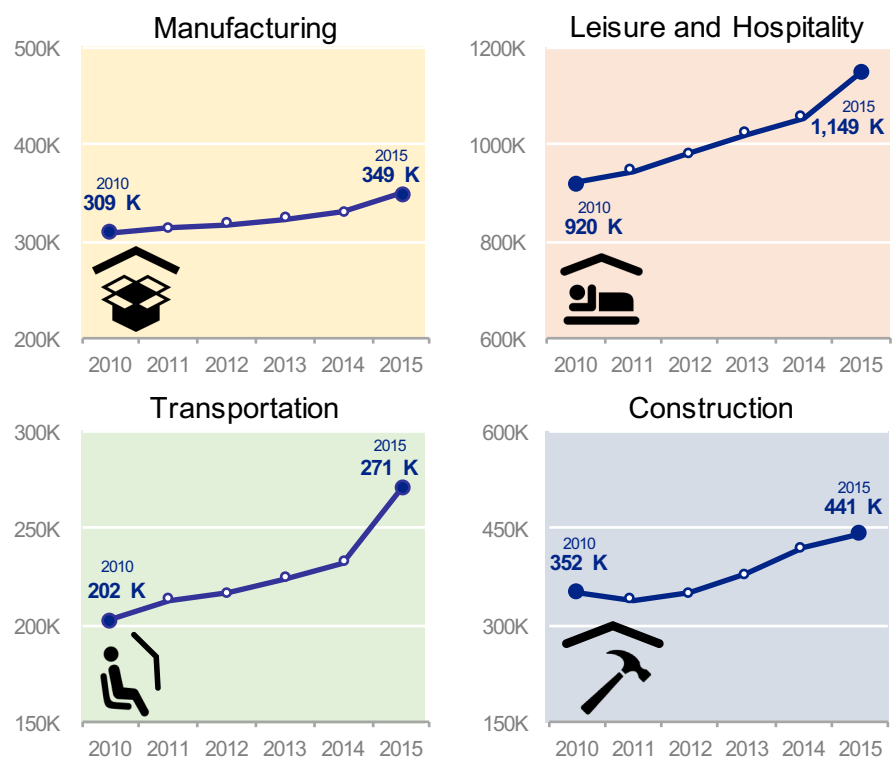 Manufacturing
500K
400K
300K
200K
2010
309 K
2015
349 K
2010 2011 2012 2013 2014 2015
Leisure and Hospitality
1200K
1000K
800K
600K
2010
920 K
2015
1,149 K
2010 2011 2012 2013 2014 2015
Transportation
300K
250K
200K
150K
2010
202 K
2015
271 K
2010 2011 2012 2013 2014 2015
Construction
600K
450K
300K
150K
2010
352 K
2015
441 K
2010 2011 2012 2013 2014 2015